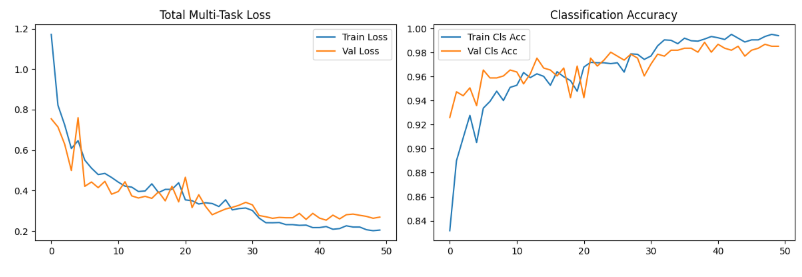 Total Multi-Task Loss
1.2
1.0
0.8
0.6
0.4
0.2
0 10 20 30 40 50
Train Loss
Val Loss
Classification Accuracy
1.00
0.98
0.96
0.94
0.92
0.90
0.88
0.86
0.84
0 10 20 30 40 50
Train Cls Acc
Val Cls Acc